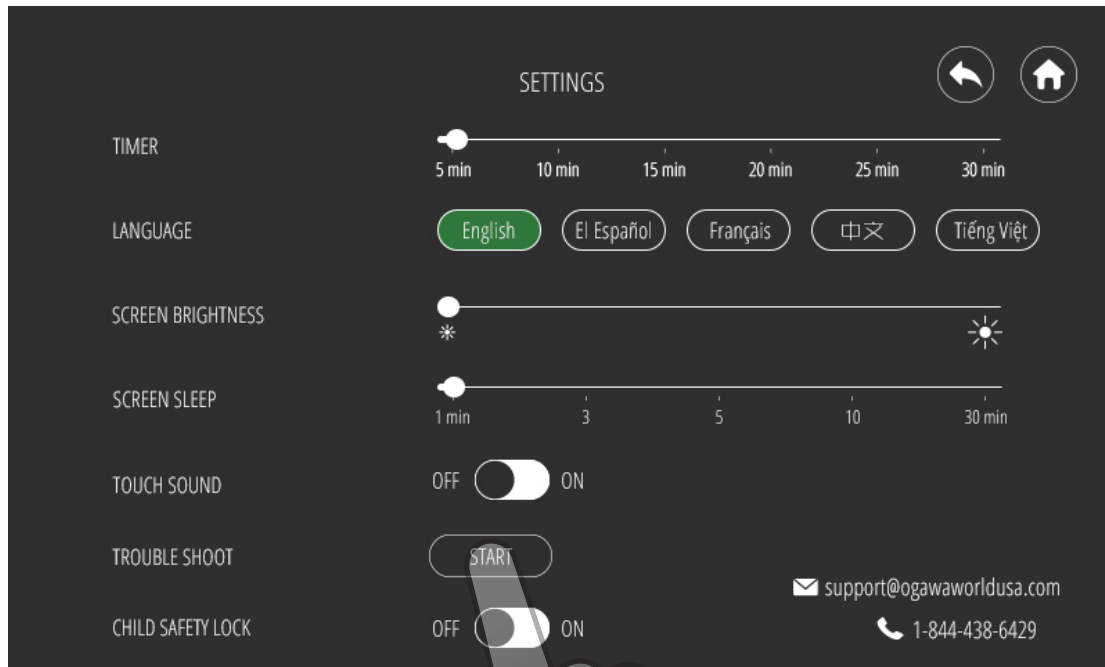 SETTINGS
TIMER
5 min 10 min 15 min 20 min 25 min 30 min
LANGUAGE English El Español Français 中文 Tiếng Việt
SCREEN BRIGHTNESS
SCREEN SLEEP
1 min 3 5 10 30 min
TOUCH SOUND OFF ON
TROUBLE SHOOT START
support@ogawaworldusa.com
CHILD SAFETY LOCK OFF ON 1-844-438-6429